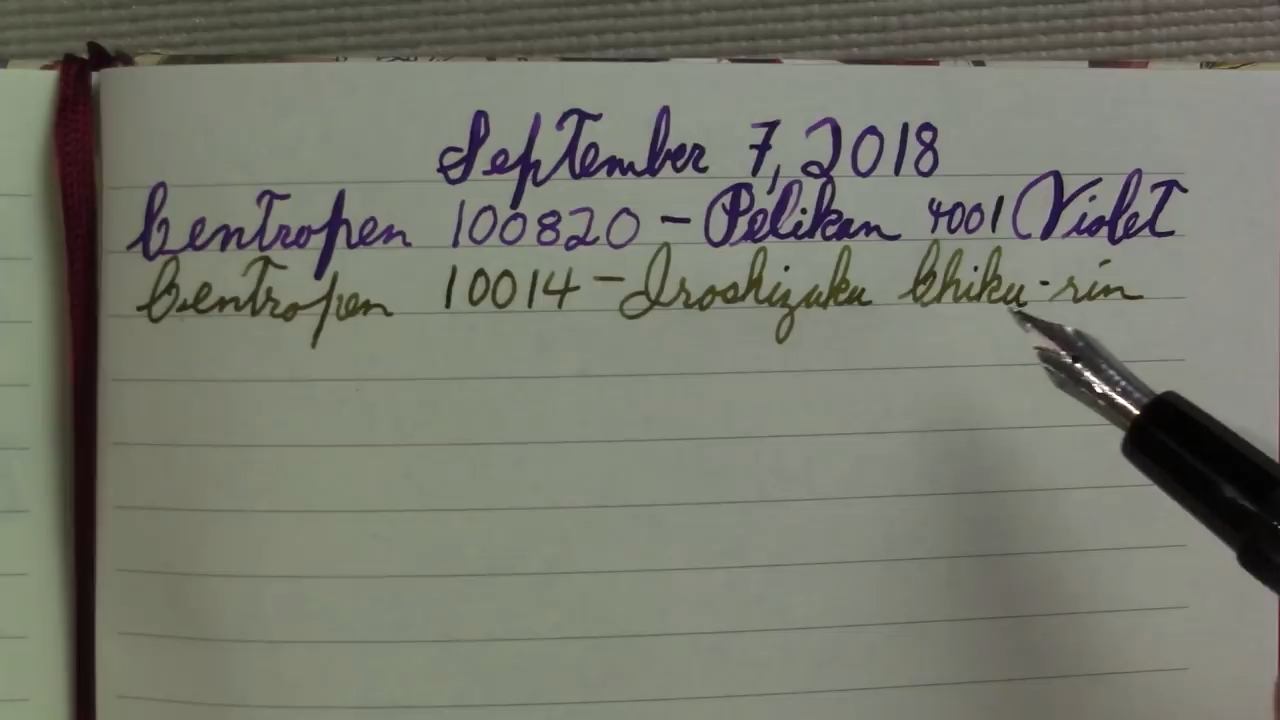 September 7, 2018
Centropen 100820 - Pelikan 4001 Violet
Centropen 10014 - Iroshizuku Chiku-rin